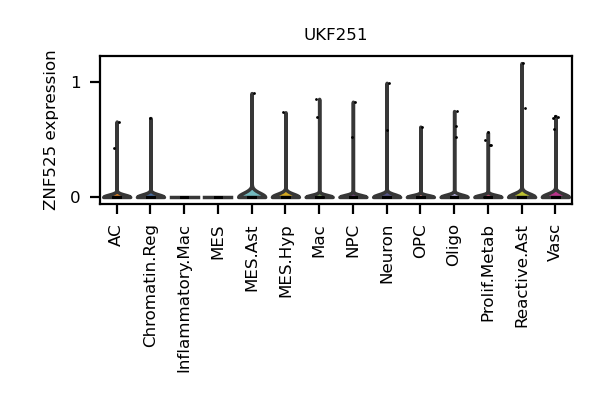 UKF251
ZNF525 expression
1
0
AC
Chromatin.Reg
Inflammatory.Mac
MES
MES.Ast
MES.Hyp
Mac
NPC
Neuron
OPC
Oligo
Prolif.Metab
Reactive.Ast
Vasc